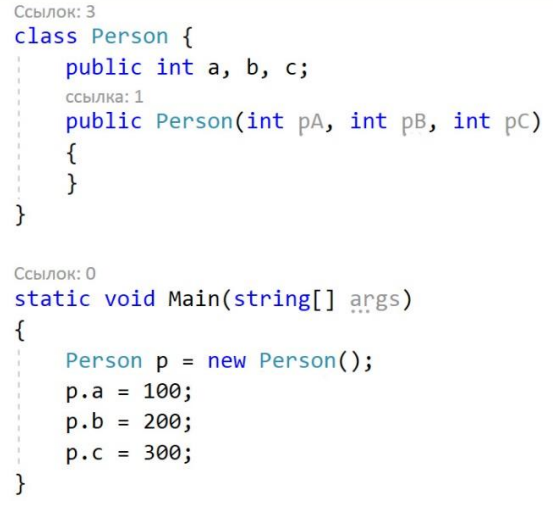 Ссылок: 3
class Person {
public int a, b, c;
ссылка: 1
public Person(int pA, int pB, int pC)
{
}
}
Ссылок: 0
static void Main(string[] args)
{
Person p = new Person();
p.a = 100;
p.b = 200;
p.c = 300;
}